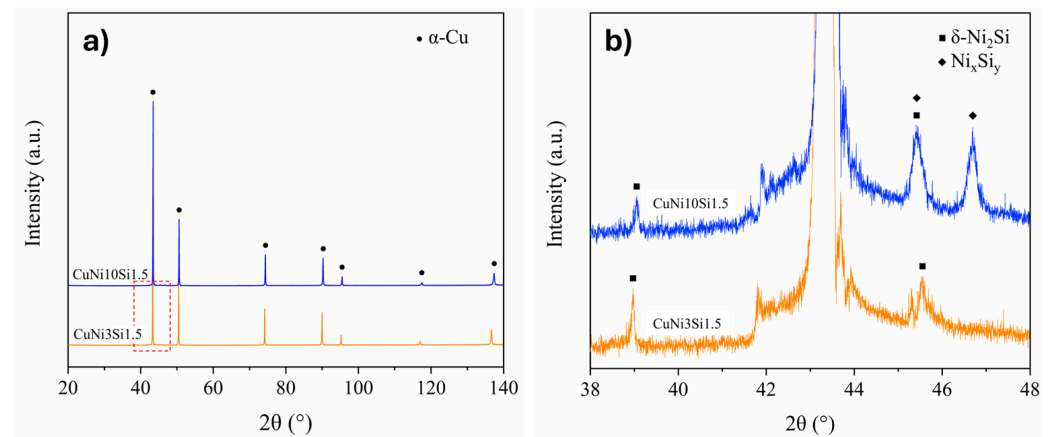 a)
● α-Cu
Intensity (a.u.)
CuNi10Si1.5
CuNi3Si1.5
20 40 60 80 100 120 140
2θ (°)
b)
■ δ-Ni₂Si
◆ NiₓSiᵧ
Intensity (a.u.)
CuNi10Si1.5
CuNi3Si1.5
38 40 42 44 46 48
2θ (°)